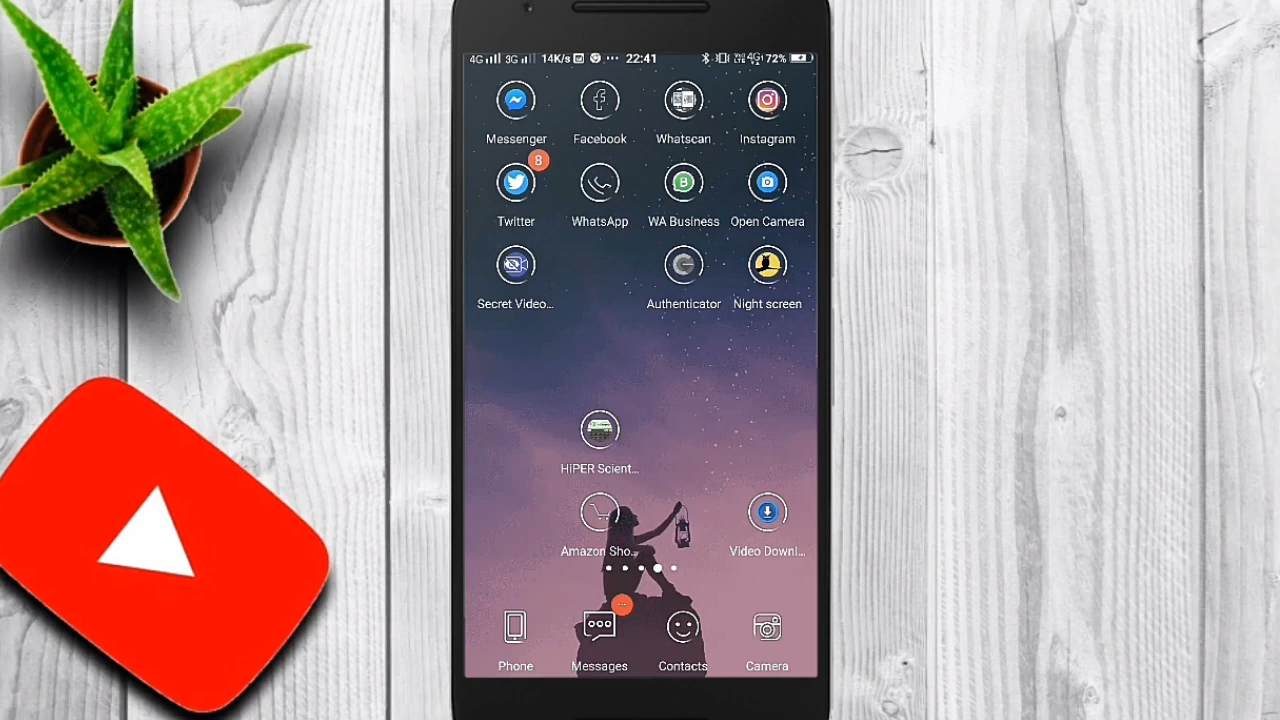 4G 3G 14K/s ... 22:41 4G 72%
Messenger Facebook Whatscan Instagram
8
Twitter WhatsApp WA Business Open Camera
Secret Video... Authenticator Night screen
HiPER Scient...
Amazon Sho... Video Downl...
Phone Messages Contacts Camera